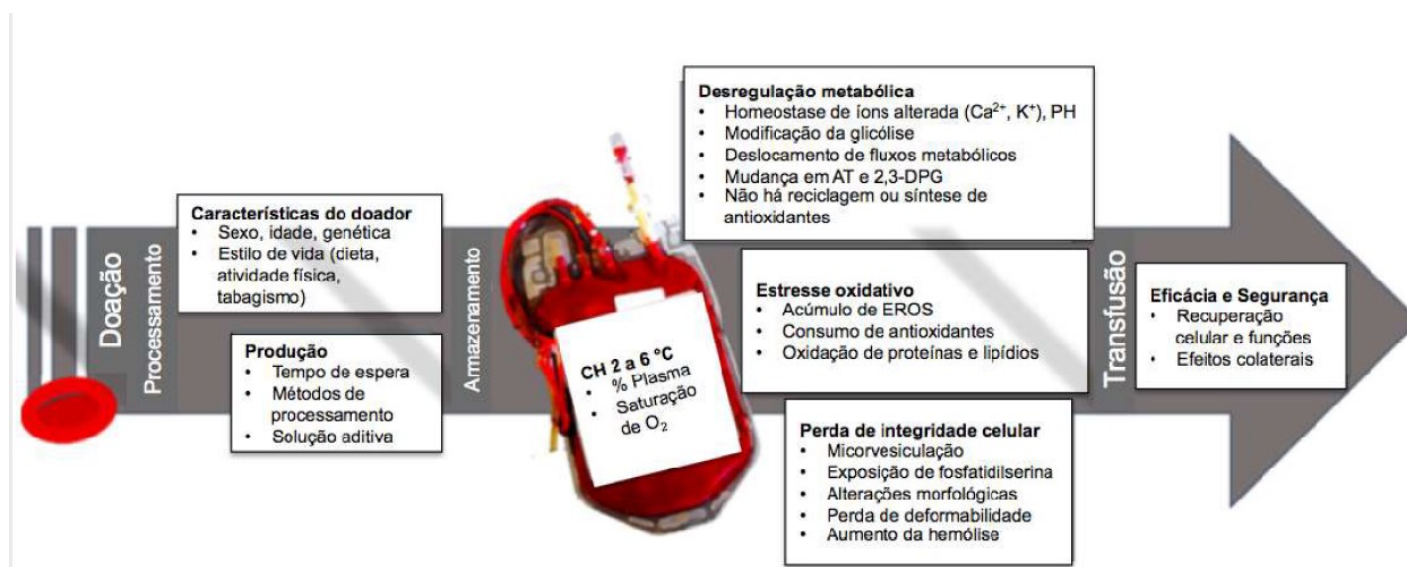 Doação
Processamento
Características do doador
• Sexo, idade, genética
• Estilo de vida (dieta,
atividade física,
tabagismo)
Produção
• Tempo de espera
• Métodos de
processamento
• Solução aditiva
Armazenamento
CH 2 a 6 °C
• % Plasma
• Saturação
de O₂
Desregulação metabólica
• Homeostase de íons alterada (Ca²⁺, K⁺), PH
• Modificação da glicólise
• Deslocamento de fluxos metabólicos
• Mudança em AT e 2,3-DPG
• Não há reciclagem ou síntese de
antioxidantes
Estresse oxidativo
• Acúmulo de EROS
• Consumo de antioxidantes
• Oxidação de proteínas e lipídios
Perda de integridade celular
• Micorvesiculação
• Exposição de fosfatidilserina
• Alterações morfológicas
• Perda de deformabilidade
• Aumento da hemólise
Transfusão
Eficácia e Segurança
• Recuperação
celular e funções
• Efeitos colaterais